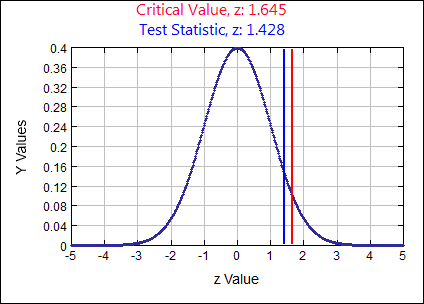 Critical Value, z: 1.645
Test Statistic, z: 1.428
0.4
0.36
0.32
0.28
0.24
0.2
0.16
0.12
0.08
0.04
0
Y Values
-5 -4 -3 -2 -1 0 1 2 3 4 5
z Value